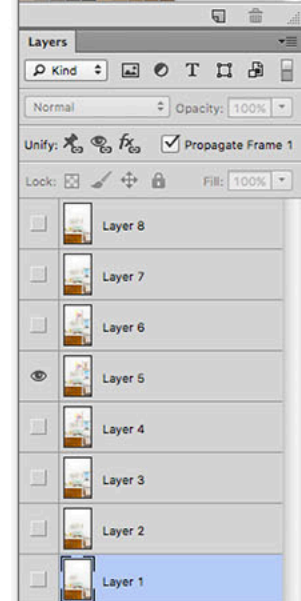 Layers
Kind
Normal Opacity: 100%
Unify: Propagate Frame 1
Lock: Fill: 100%
Layer 8
Layer 7
Layer 6
Layer 5
Layer 4
Layer 3
Layer 2
Layer 1